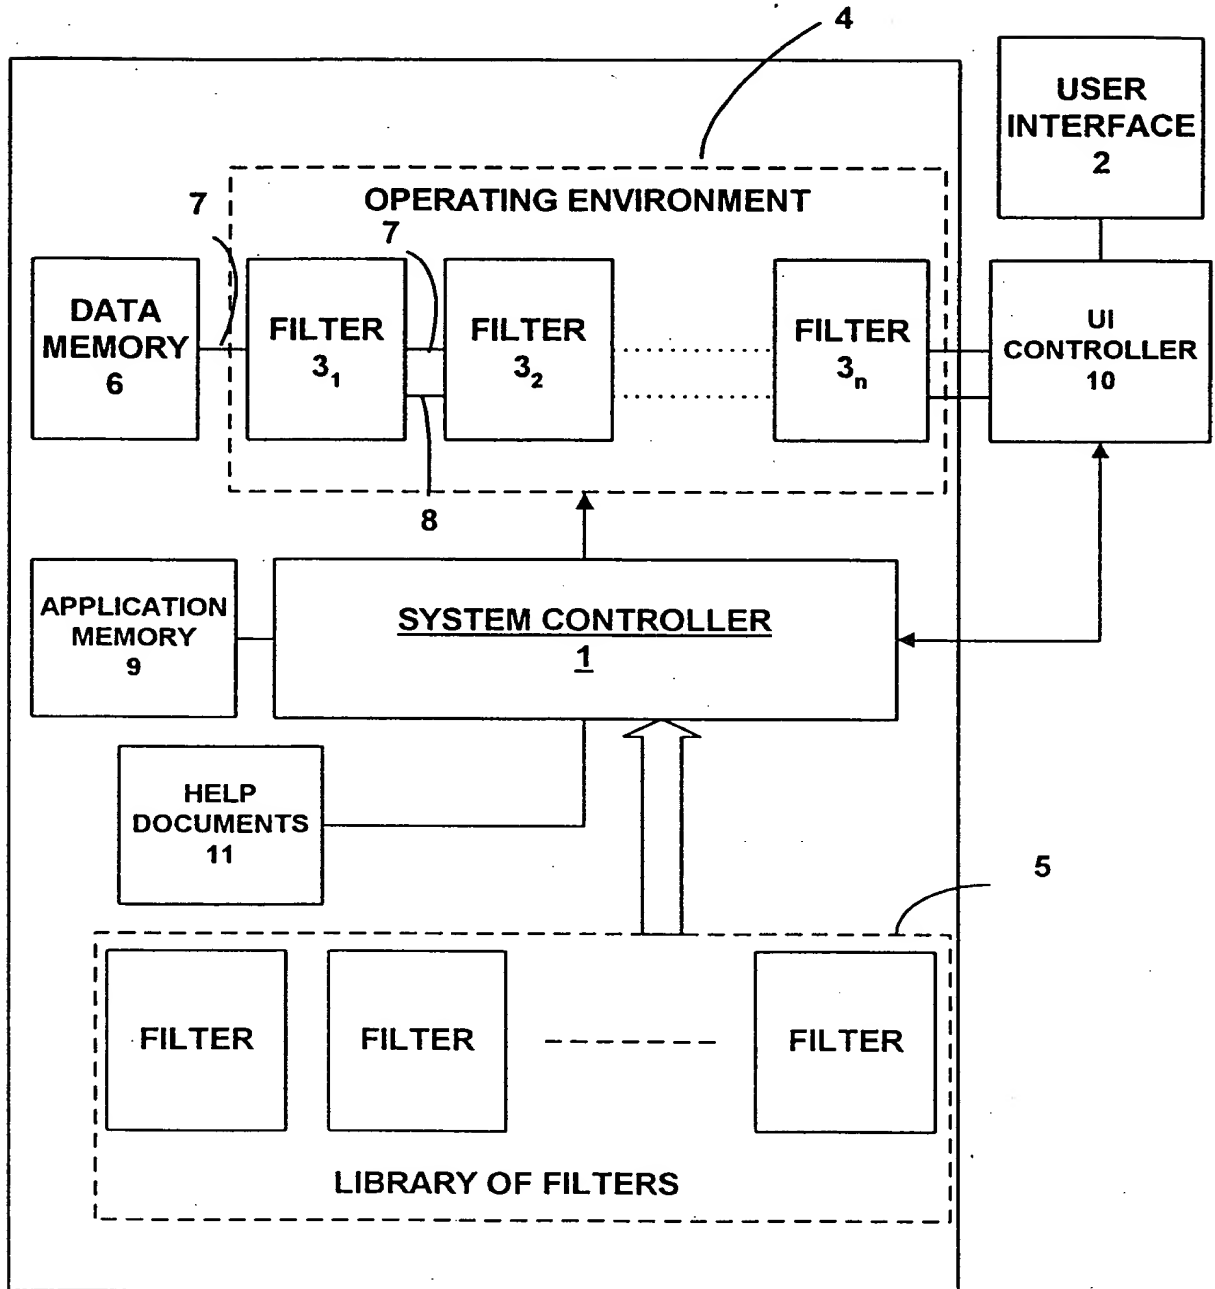 4
USER
INTERFACE
2
OPERATING ENVIRONMENT
7
7
DATA
MEMORY
6
FILTER
3₁
FILTER
3₂
FILTER
3ₙ
UI
CONTROLLER
10
8
APPLICATION
MEMORY
9
SYSTEM CONTROLLER
1
HELP
DOCUMENTS
11
5
FILTER
FILTER
FILTER
LIBRARY OF FILTERS